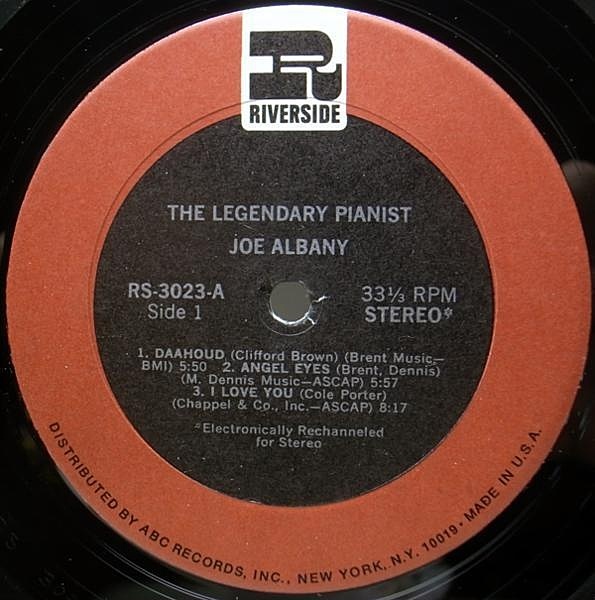 RIVERSIDE
THE LEGENDARY PIANIST
JOE ALBANY
RS-3023-A
33⅓ RPM
Side 1
STEREO*
1. DAAHOUD (Clifford Brown) (Brent Music—
BMI) 5:50 2. ANGEL EYES (Brent, Dennis)
(M. Dennis Music—ASCAP) 5:57
3. I LOVE YOU (Cole Porter)
(Chappel & Co., Inc.—ASCAP) 8:17
*Electronically Rechanneled
for Stereo
DISTRIBUTED BY ABC RECORDS, INC., NEW YORK, N.Y. 10019 • MADE IN U.S.A.